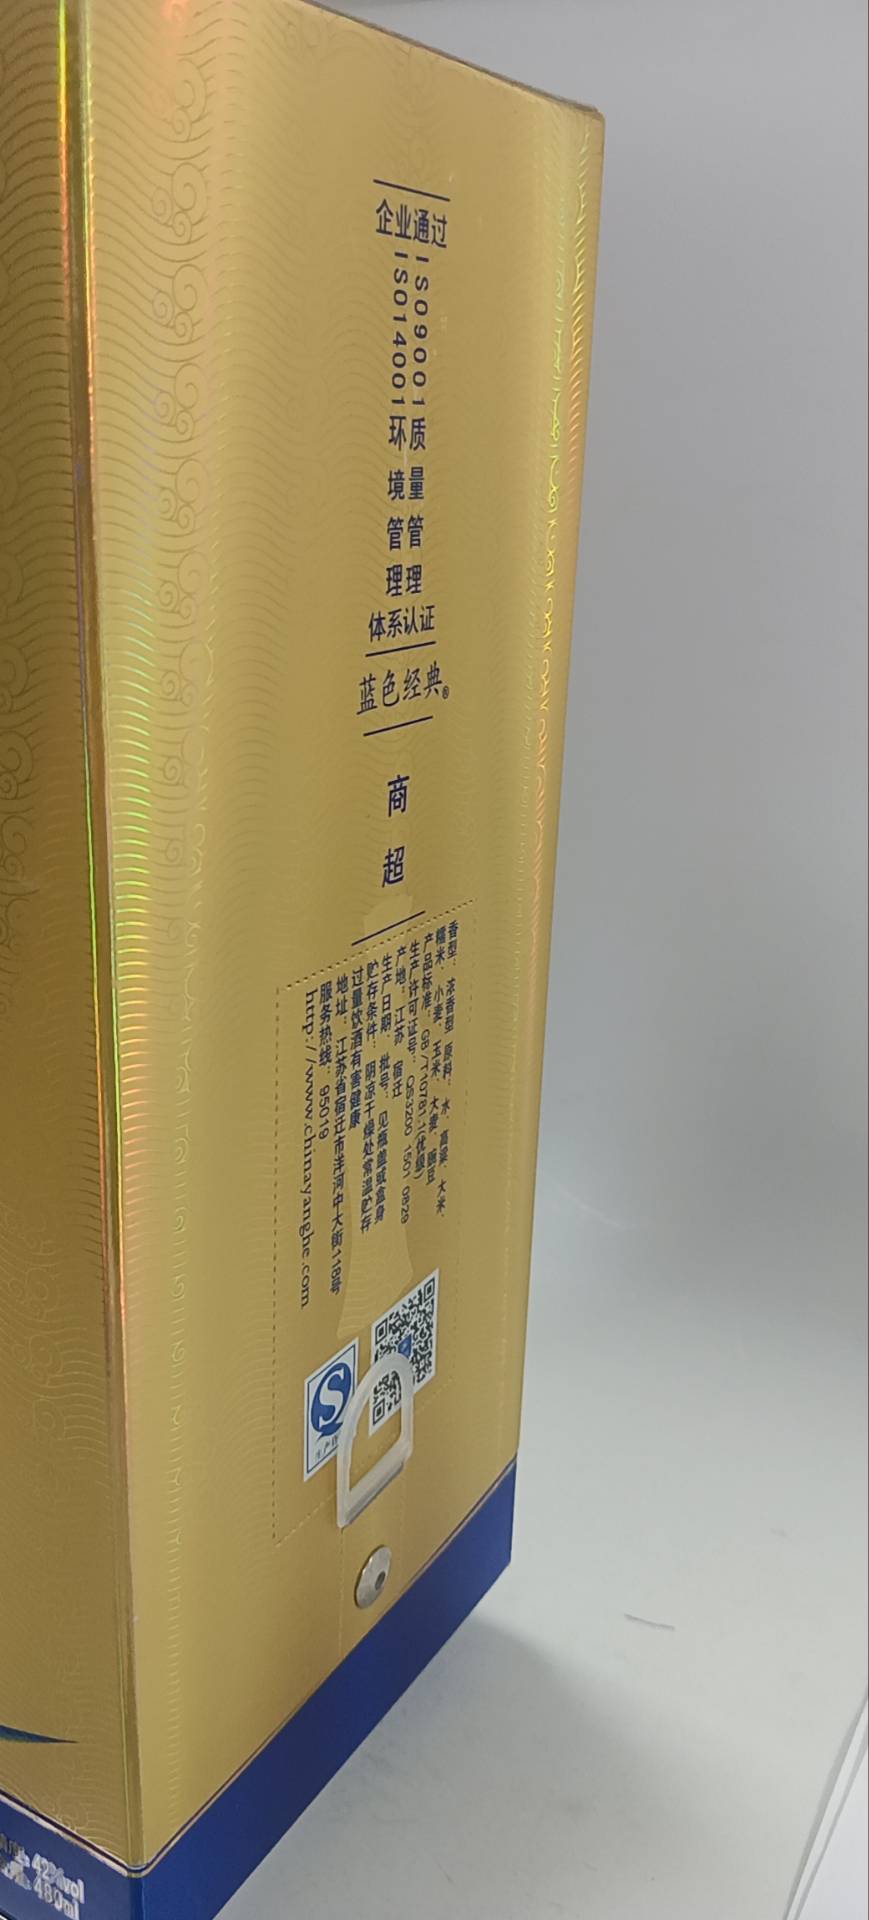 企业通过
ISO9001质量管理
ISO14001环境管理
体系认证
蓝色经典®
商超
香型：浓香型 原料：水、高粱、大米、
糯米、小麦、玉米、大麦、豌豆
产品标准：GB/T10781.1(优级)
生产许可证号：QS3200 1501 0829
产地：江苏 宿迁
生产日期、批号：见瓶盖或盒身
贮存条件：阴凉干燥处常温贮存
过量饮酒有害健康
地址：江苏省宿迁市洋河中大街118号
服务热线：95019
http://www.chinayanghe.com
S
生产许
42%vol
480ml